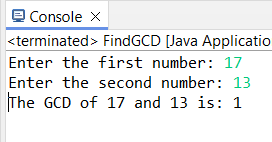 Console
<terminated> FindGCD [Java Applicatio
Enter the first number: 17
Enter the second number: 13
The GCD of 17 and 13 is: 1